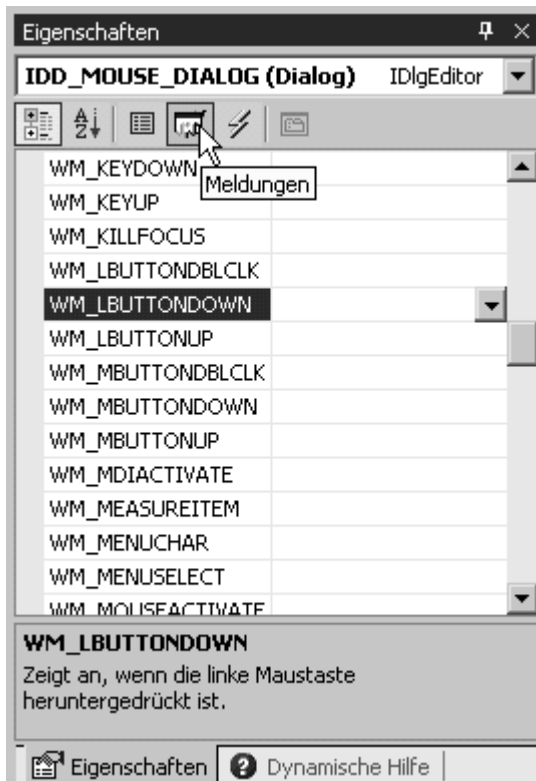 Eigenschaften
IDD_MOUSE_DIALOG (Dialog) IDlgEditor
WM_KEYDOWN
Meldungen
WM_KEYUP
WM_KILLFOCUS
WM_LBUTTONDBLCLK
WM_LBUTTONDOWN
WM_LBUTTONUP
WM_MBUTTONDBLCLK
WM_MBUTTONDOWN
WM_MBUTTONUP
WM_MDIACTIVATE
WM_MEASUREITEM
WM_MENUCHAR
WM_MENUSELECT
WM_MOUSEACTIVATE
WM_LBUTTONDOWN
Zeigt an, wenn die linke Maustaste
heruntergedrückt ist.
Eigenschaften Dynamische Hilfe